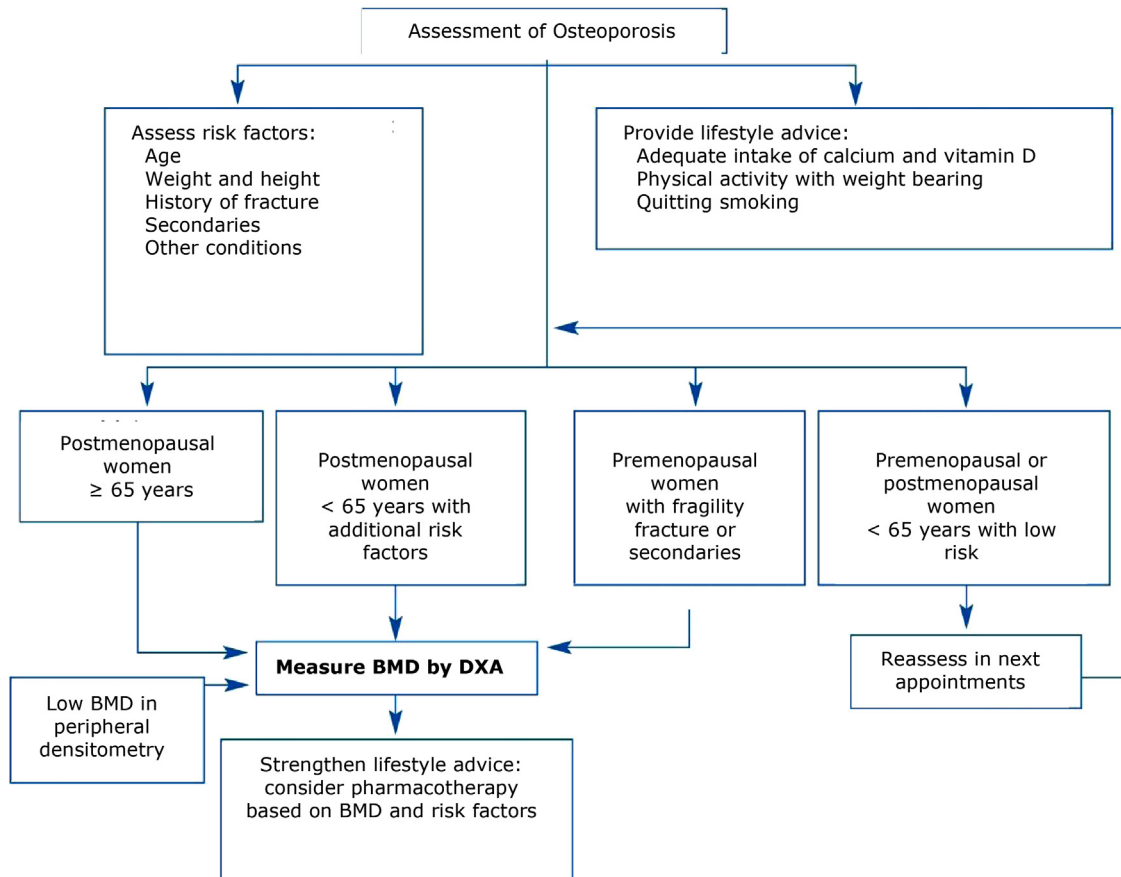 Assessment of Osteoporosis
Assess risk factors:
Age
Weight and height
History of fracture
Secondaries
Other conditions
Provide lifestyle advice:
Adequate intake of calcium and vitamin D
Physical activity with weight bearing
Quitting smoking
Postmenopausal
women
≥ 65 years
Postmenopausal
women
< 65 years with
additional risk
factors
Premenopausal
women
with fragility
fracture or
secondaries
Premenopausal or
postmenopausal
women
< 65 years with low
risk
Measure BMD by DXA
Reassess in next
appointments
Low BMD in
peripheral
densitometry
Strengthen lifestyle advice:
consider pharmacotherapy
based on BMD and risk factors